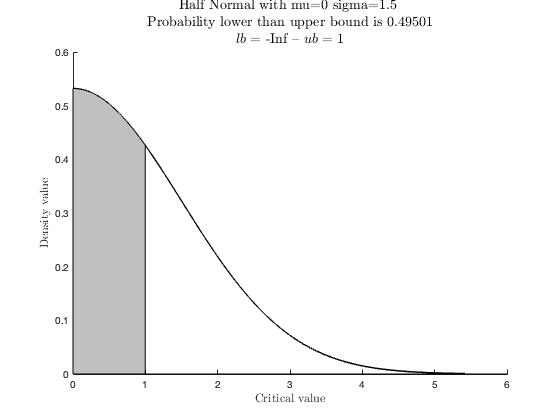 Half Normal with mu=0 sigma=1.5
Probability lower than upper bound is 0.49501
lb = -Inf – ub = 1
0.6
0.5
0.4
0.3
0.2
0.1
0
Density value
0 1 2 3 4 5 6
Critical value